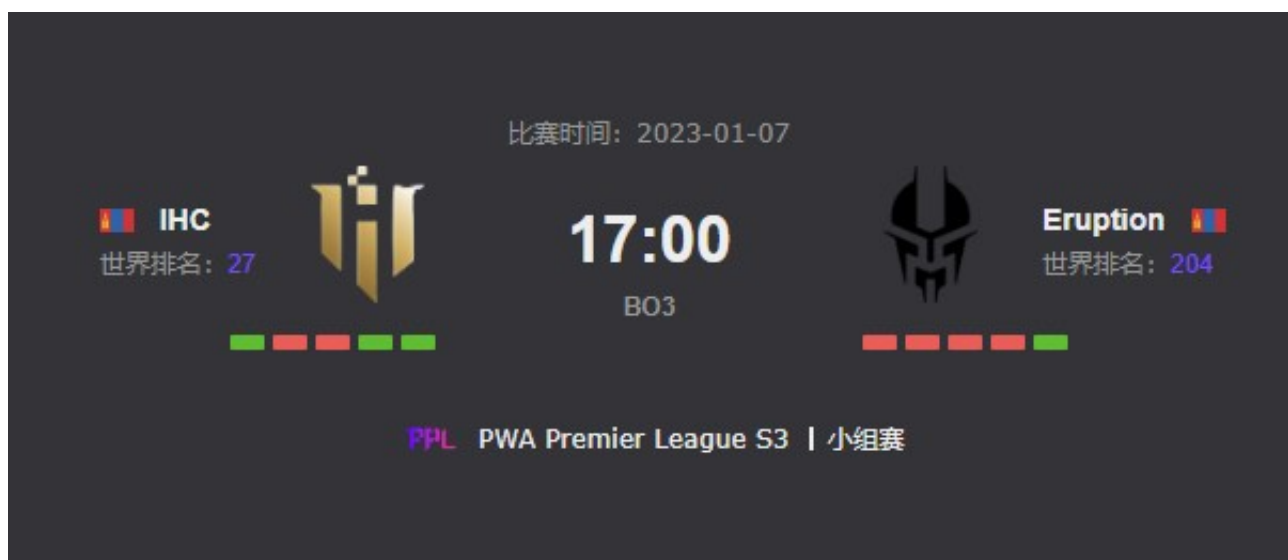 比赛时间：2023-01-07
IHC
世界排名：27
17:00
BO3
Eruption
世界排名：204
PPL PWA Premier League S3 | 小组赛